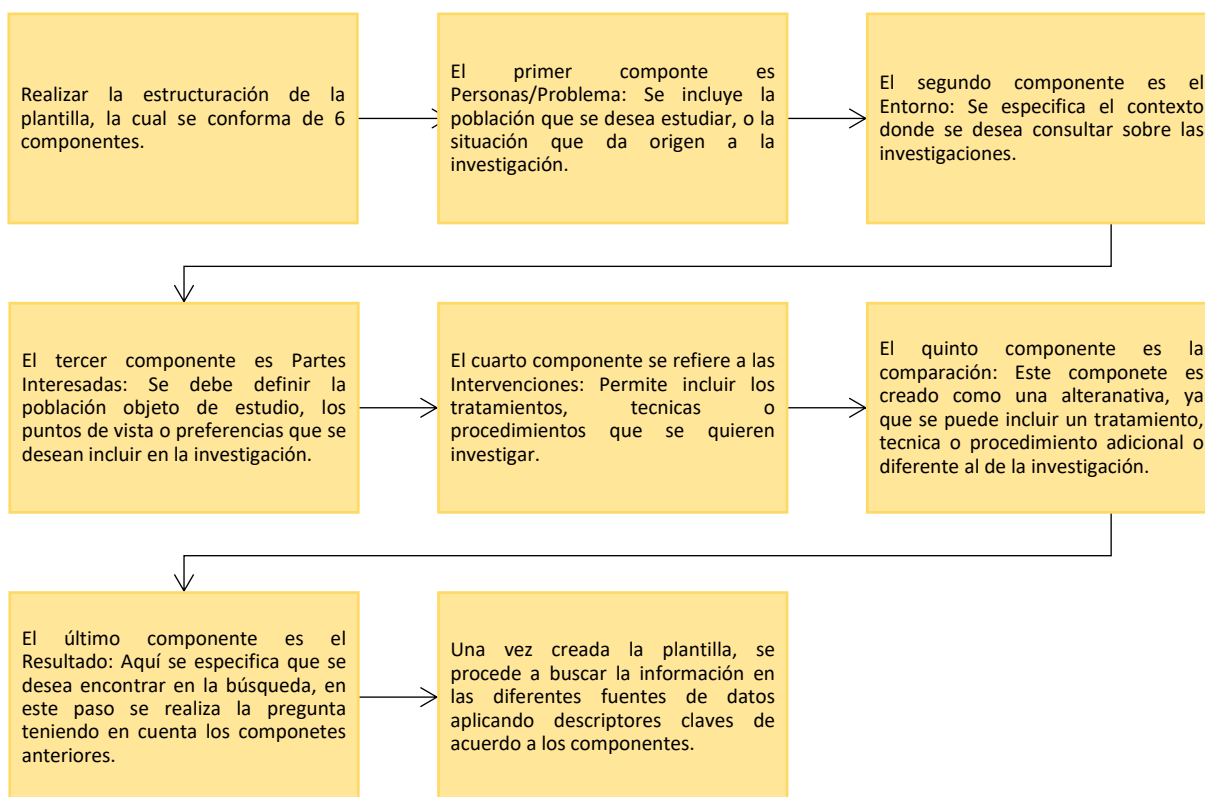 Realizar la estructuración de la
plantilla, la cual se conforma de 6
componentes.
El primer componte es
Personas/Problema: Se incluye la
población que se desea estudiar, o la
situación que da origen a la
investigación.
El segundo componente es el
Entorno: Se especifica el contexto
donde se desea consultar sobre las
investigaciones.
El tercer componente es Partes
Interesadas: Se debe definir la
población objeto de estudio, los
puntos de vista o preferencias que se
desean incluir en la investigación.
El cuarto componente se refiere a las
Intervenciones: Permite incluir los
tratamientos, tecnicas o
procedimientos que se quieren
investigar.
El quinto componente es la
comparación: Este componete es
creado como una alteranativa, ya
que se puede incluir un tratamiento,
tecnica o procedimiento adicional o
diferente al de la investigación.
El último componente es el
Resultado: Aquí se especifica que se
desea encontrar en la búsqueda, en
este paso se realiza la pregunta
teniendo en cuenta los componetes
anteriores.
Una vez creada la plantilla, se
procede a buscar la información en
las diferentes fuentes de datos
aplicando descriptores claves de
acuerdo a los componentes.